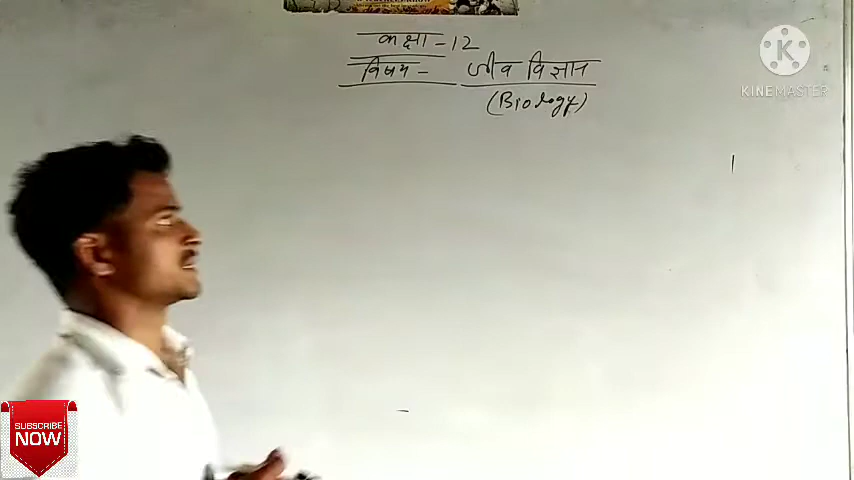 कक्षा - 12
विषय - जीव विज्ञान
(Biology)
KINEMASTER
SUBSCRIBE
NOW